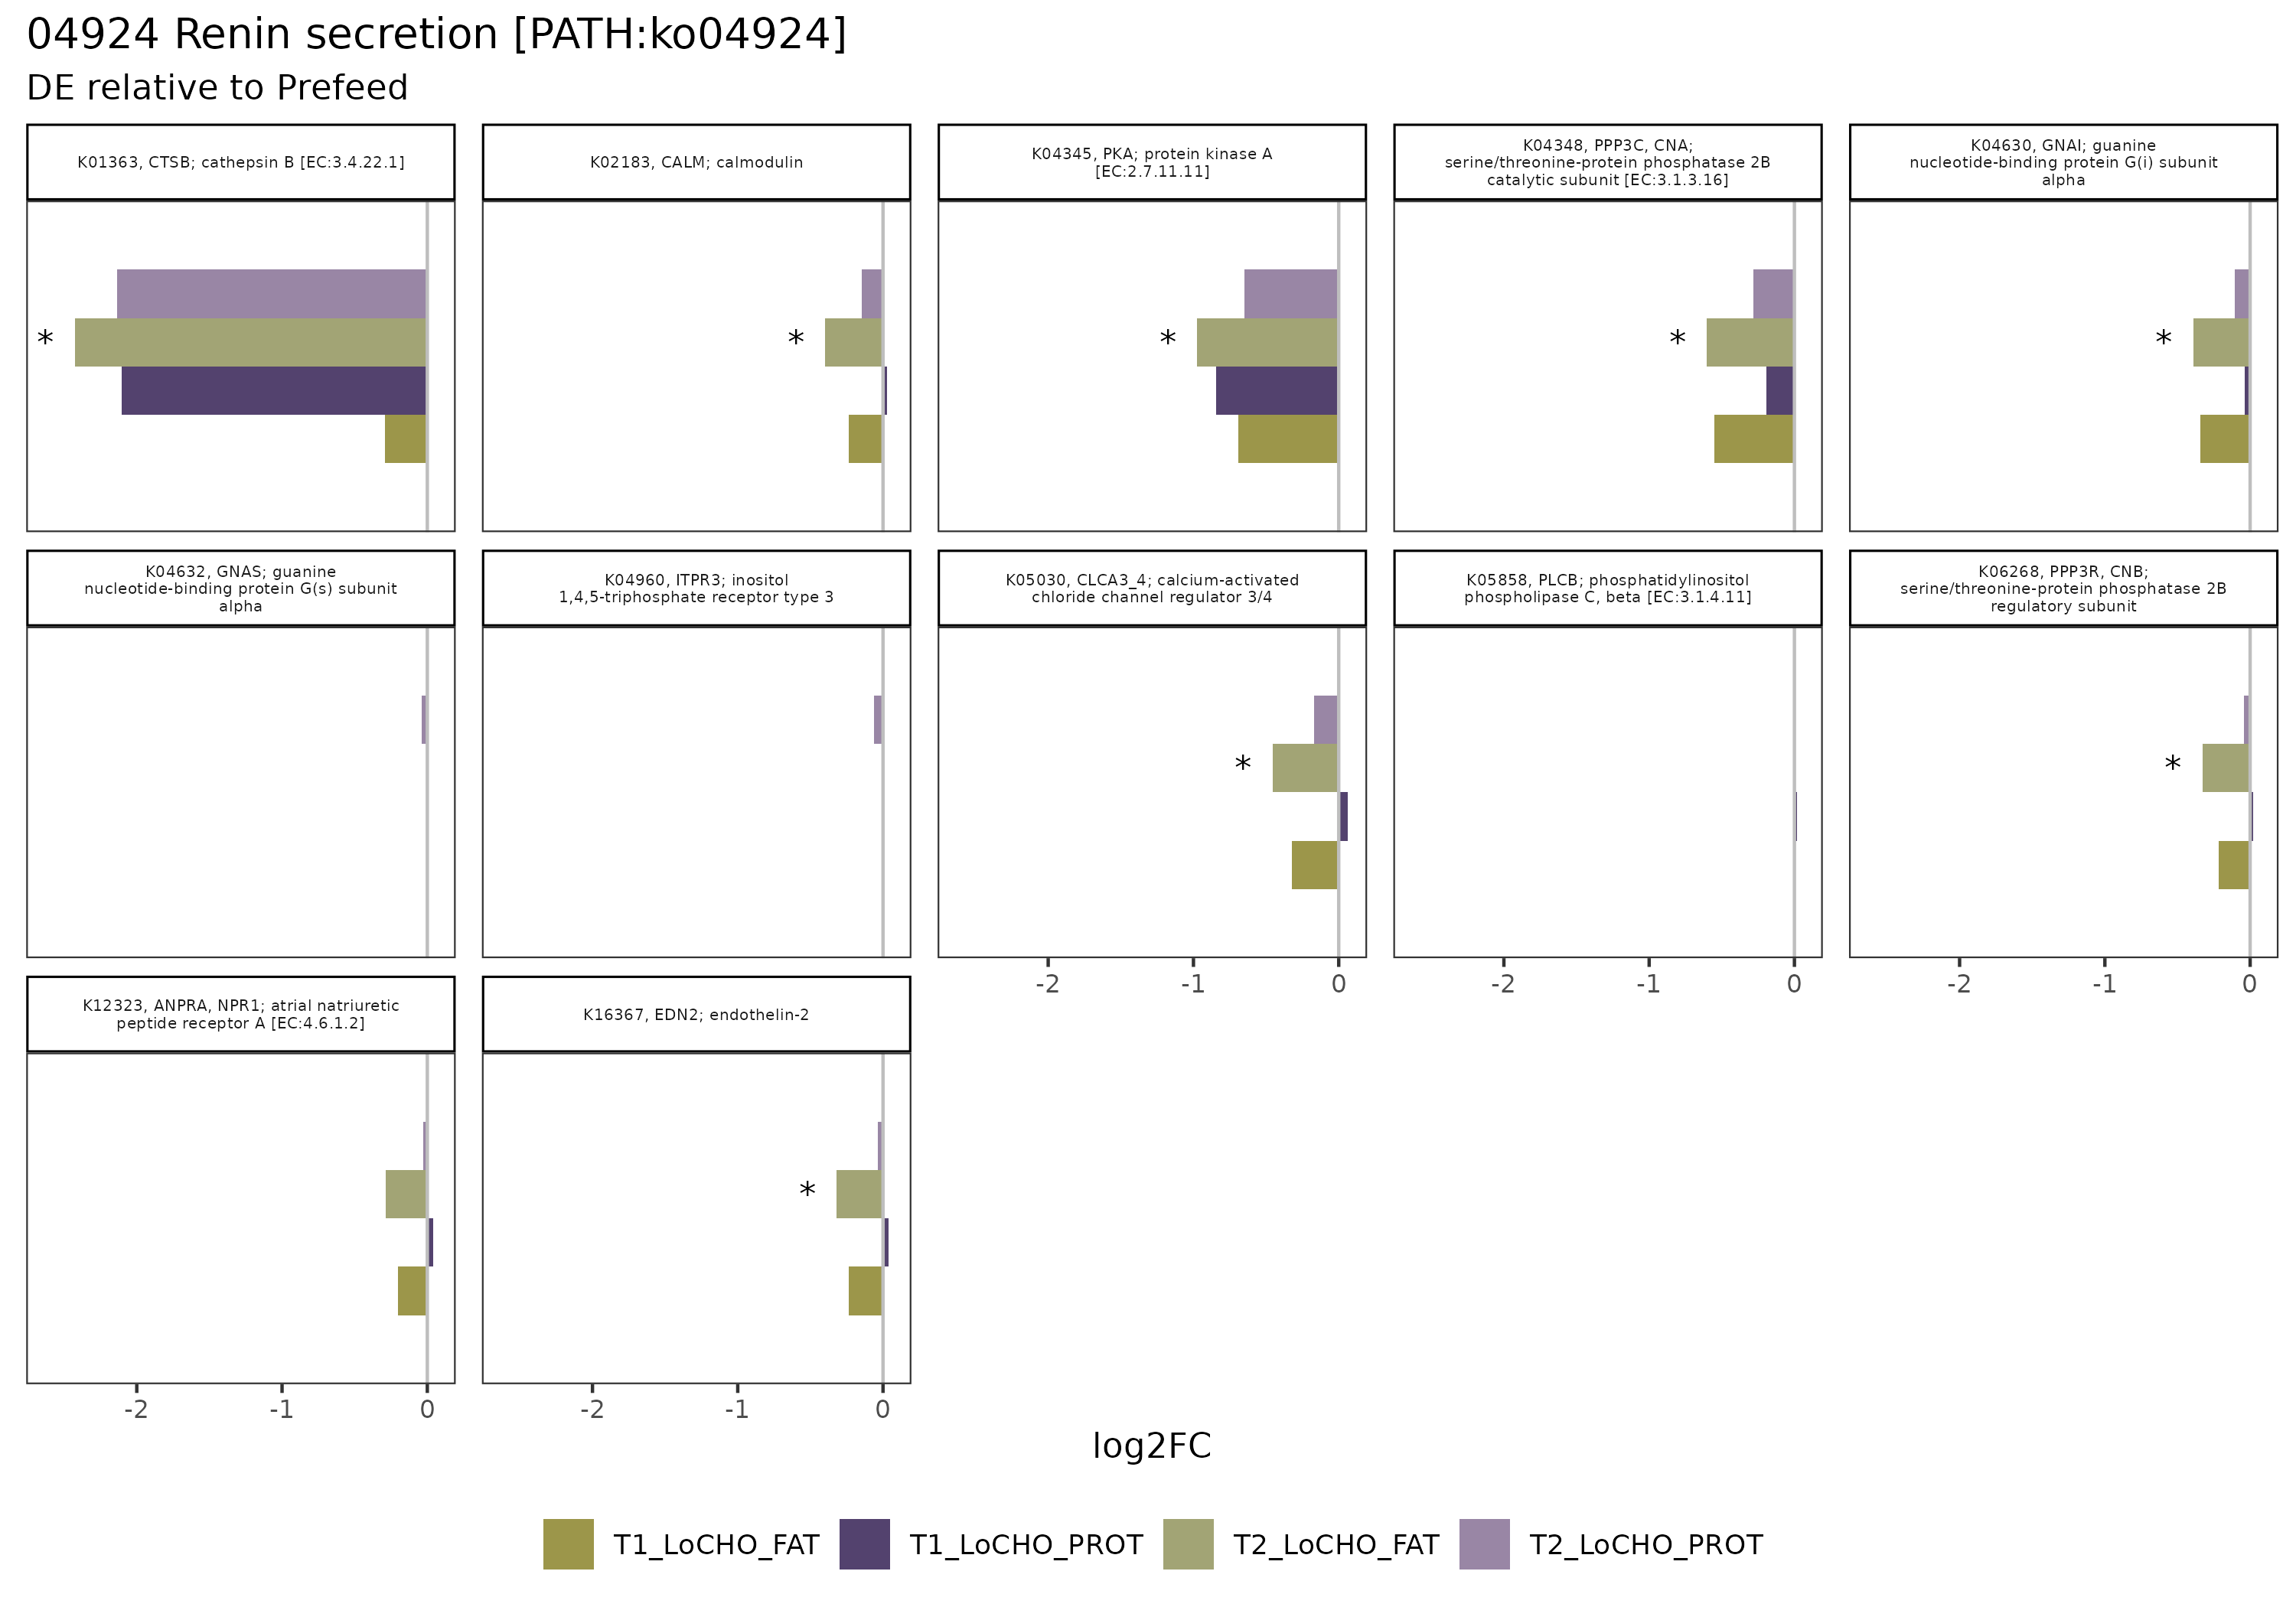 04924 Renin secretion [PATH:ko04924]
DE relative to Prefeed
K01363, CTSB; cathepsin B [EC:3.4.22.1]
K02183, CALM; calmodulin
K04345, PKA; protein kinase A
[EC:2.7.11.11]
K04348, PPP3C, CNA;
serine/threonine-protein phosphatase 2B
catalytic subunit [EC:3.1.3.16]
K04630, GNAI; guanine
nucleotide-binding protein G(i) subunit
alpha
*
*
*
*
*
K04632, GNAS; guanine
nucleotide-binding protein G(s) subunit
alpha
K04960, ITPR3; inositol
1,4,5-triphosphate receptor type 3
K05030, CLCA3_4; calcium-activated
chloride channel regulator 3/4
K05858, PLCB; phosphatidylinositol
phospholipase C, beta [EC:3.1.4.11]
K06268, PPP3R, CNB;
serine/threonine-protein phosphatase 2B
regulatory subunit
*
*
-2 -1 0
-2 -1 0
-2 -1 0
K12323, ANPRA, NPR1; atrial natriuretic
peptide receptor A [EC:4.6.1.2]
K16367, EDN2; endothelin-2
*
-2 -1 0
-2 -1 0
log2FC
T1_LoCHO_FAT T1_LoCHO_PROT T2_LoCHO_FAT T2_LoCHO_PROT